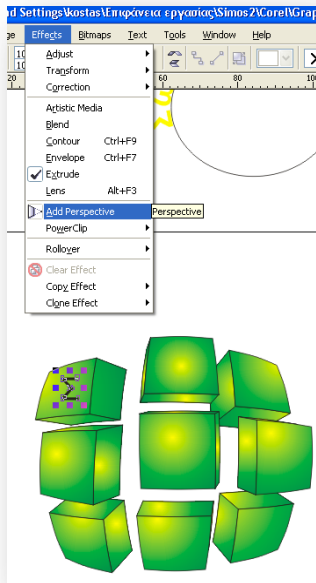 d Settings\kostas\Επιφάνεια εργασίας\Simos2\Corel\Grap
ge Effects Bitmaps Text Tools Window Help
Adjust
Transform
Correction
20 60 80 10
Artistic Media
Blend
Contour Ctrl+F9
Envelope Ctrl+F7
Extrude
Lens Alt+F3
Add Perspective Perspective
PowerClip
Rollover
Clear Effect
Copy Effect
Clone Effect
Σ